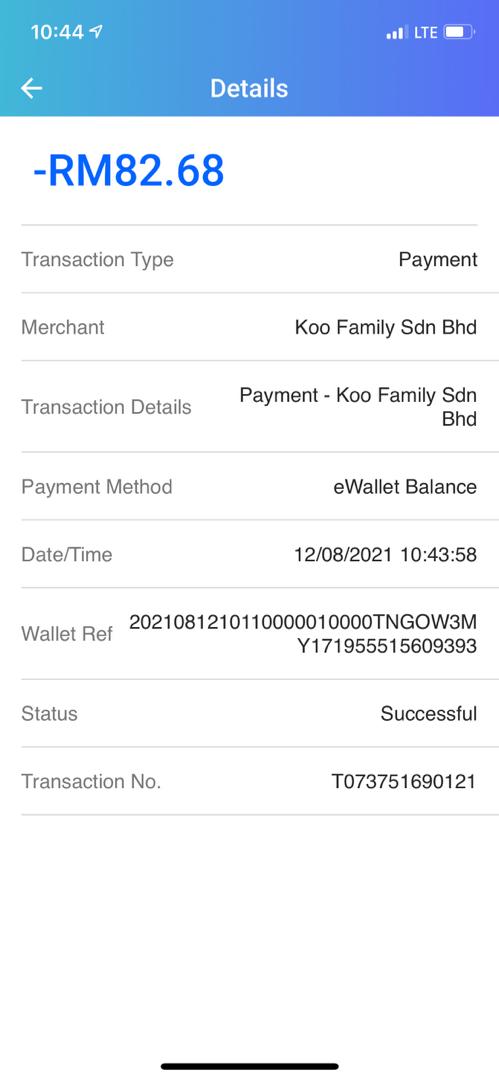 10:44
LTE
Details
-RM82.68
Transaction Type Payment
Merchant Koo Family Sdn Bhd
Transaction Details Payment - Koo Family Sdn
Bhd
Payment Method eWallet Balance
Date/Time 12/08/2021 10:43:58
Wallet Ref 2021081210110000010000TNGOW3M
Y171955515609393
Status Successful
Transaction No. T073751690121